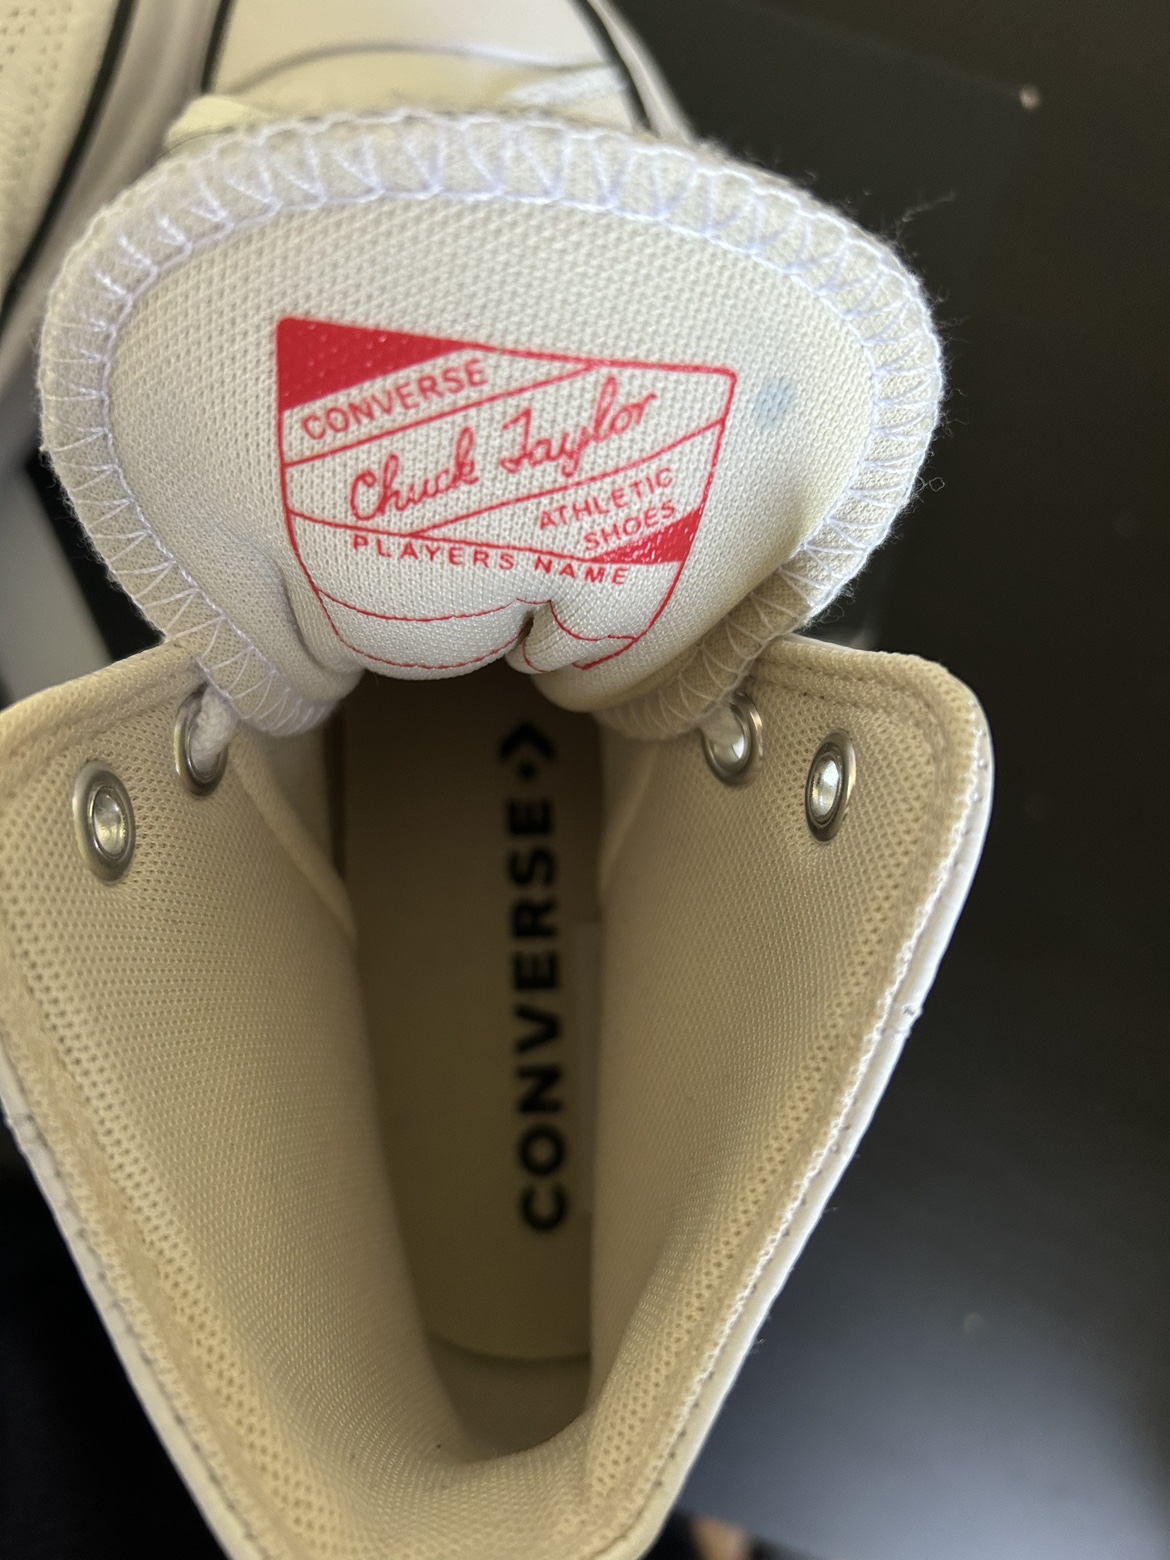 CONVERSE
Chuck Taylor
ATHLETIC
SHOES
PLAYERS NAME
CONVERSE